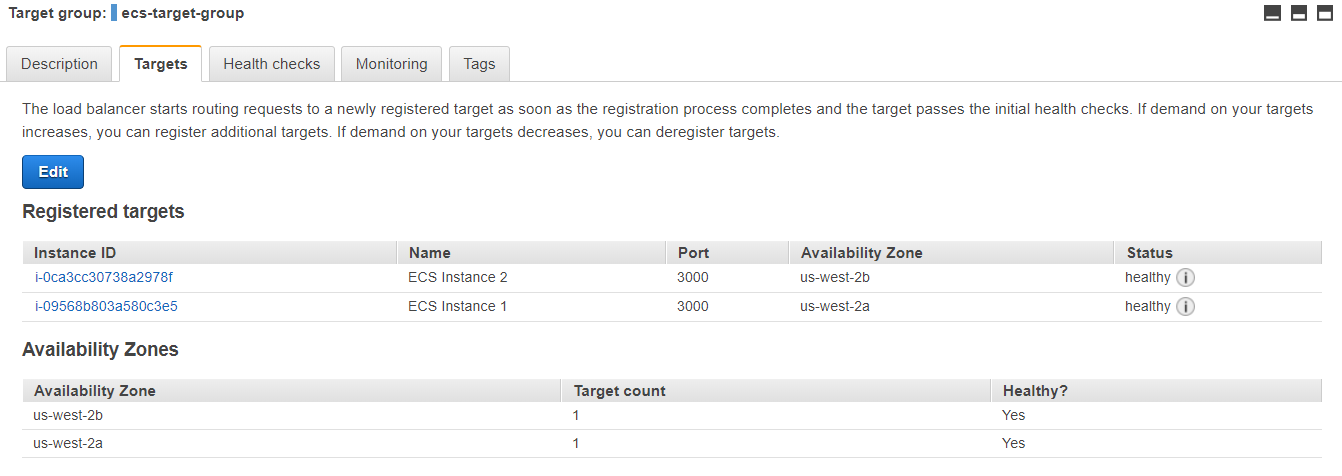 Target group: ecs-target-group
Description Targets Health checks Monitoring Tags
The load balancer starts routing requests to a newly registered target as soon as the registration process completes and the target passes the initial health checks. If demand on your targets
increases, you can register additional targets. If demand on your targets decreases, you can deregister targets.
Edit
Registered targets
Instance ID Name Port Availability Zone Status
i-0ca3cc30738a2978f ECS Instance 2 3000 us-west-2b healthy
i-09568b803a580c3e5 ECS Instance 1 3000 us-west-2a healthy
Availability Zones
Availability Zone Target count Healthy?
us-west-2b 1 Yes
us-west-2a 1 Yes